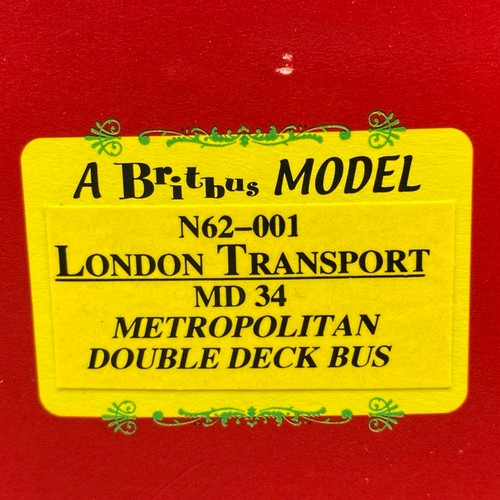 A Britbus MODEL
N62-001
LONDON TRANSPORT
MD 34
METROPOLITAN
DOUBLE DECK BUS